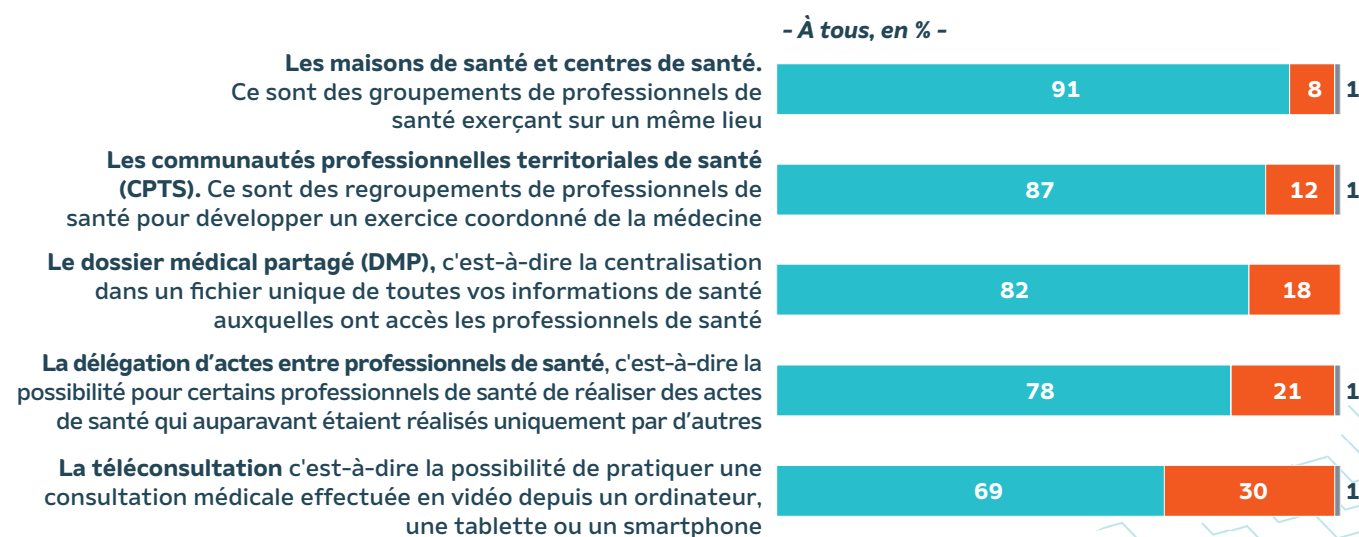 - À tous, en % -
Les maisons de santé et centres de santé.
Ce sont des groupements de professionnels de
santé exerçant sur un même lieu
91 8 1
Les communautés professionnelles territoriales de santé
(CPTS). Ce sont des regroupements de professionnels de
santé pour développer un exercice coordonné de la médecine
87 12 1
Le dossier médical partagé (DMP), c'est-à-dire la centralisation
dans un fichier unique de toutes vos informations de santé
auxquelles ont accès les professionnels de santé
82 18
La délégation d’actes entre professionnels de santé, c'est-à-dire la
possibilité pour certains professionnels de santé de réaliser des actes
de santé qui auparavant étaient réalisés uniquement par d’autres
78 21 1
La téléconsultation c'est-à-dire la possibilité de pratiquer une
consultation médicale effectuée en vidéo depuis un ordinateur,
une tablette ou un smartphone
69 30 1